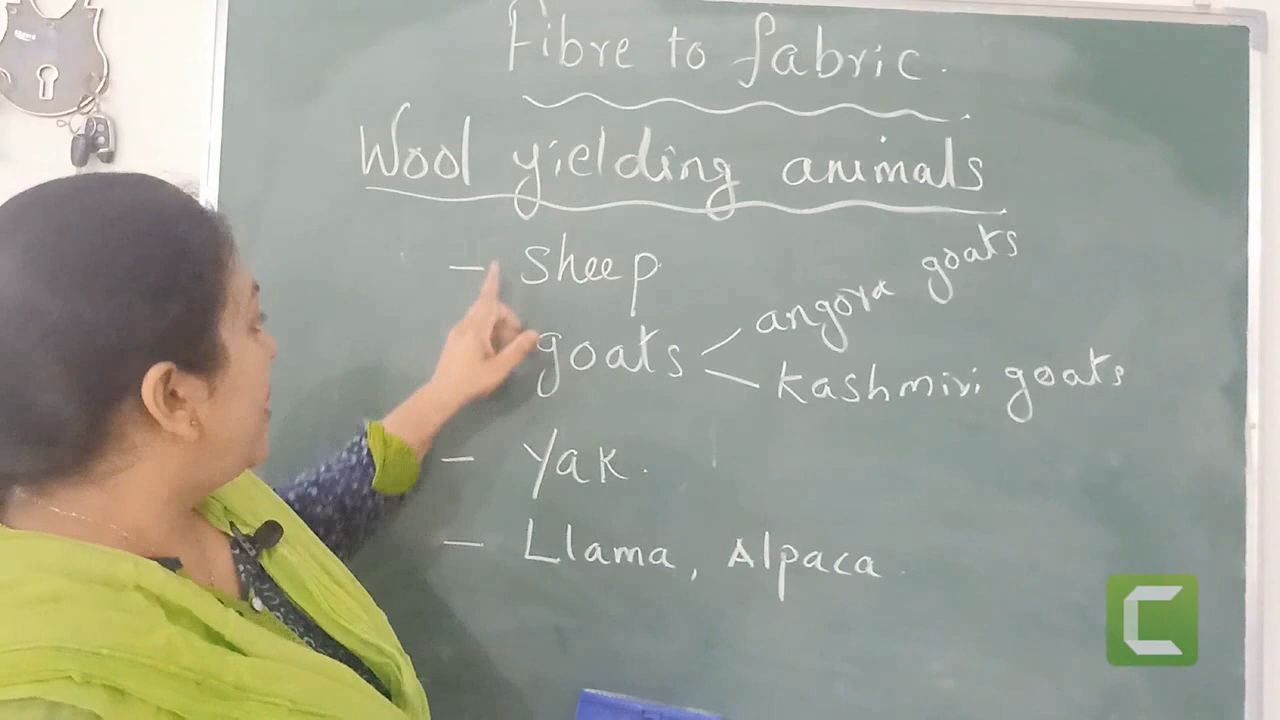 Fibre to fabric.
Wool yielding animals
- Sheep
goats < angora goats
kashmiri goats
- Yak.
- Llama, Alpaca.